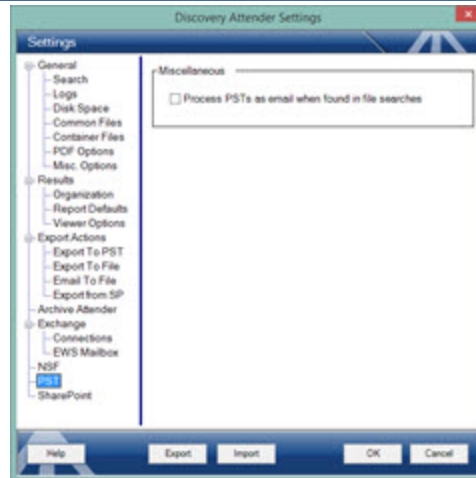 Discovery Attender Settings
Settings
General
Search
Logs
Disk Space
Common Files
Container Files
PDF Options
Misc. Options
Results
Organization
Report Defaults
Viewer Options
Export Actions
Export To PST
Export To File
Email To File
Export from SP
Archive Attender
Exchange
Connections
EWS Mailbox
NSF
PST
SharePoint
Miscellaneous
Process PSTs as email when found in file searches
Help
Export
Import
OK
Cancel